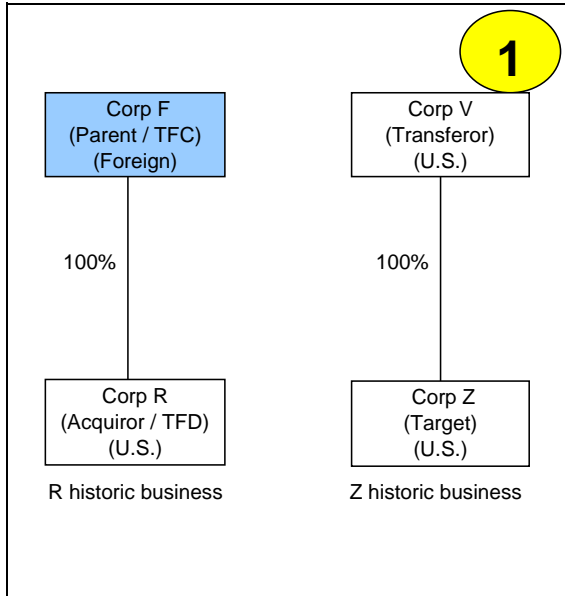 1
Corp F
(Parent / TFC)
(Foreign)
Corp V
(Transferor)
(U.S.)
100%
100%
Corp R
(Acquiror / TFD)
(U.S.)
Corp Z
(Target)
(U.S.)
R historic business
Z historic business